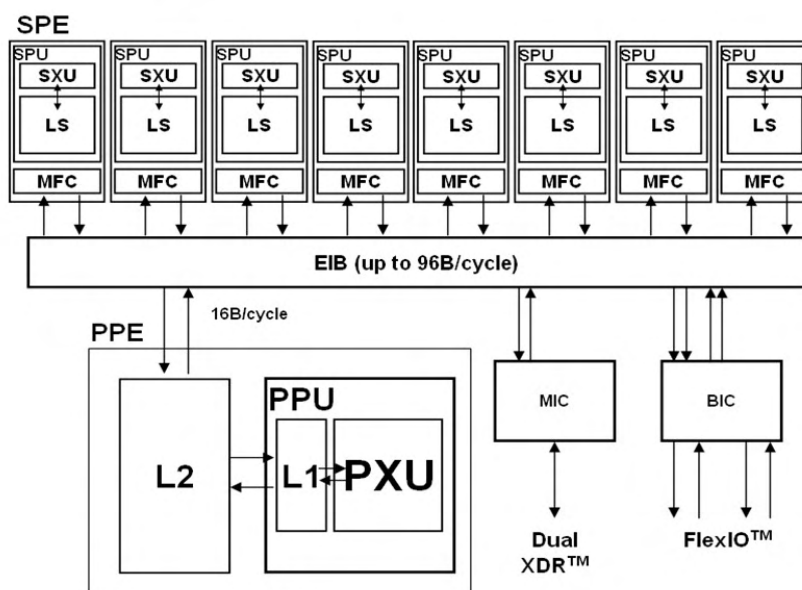 SPE
SPU SPU SPU SPU SPU SPU SPU SPU
SXU SXU SXU SXU SXU SXU SXU SXU
LS LS LS LS LS LS LS LS
MFC MFC MFC MFC MFC MFC MFC MFC
EIB (up to 96B/cycle)
16B/cycle
PPE
PPU
L2
L1
PXU
MIC
BIC
Dual
XDR™
FlexIO™